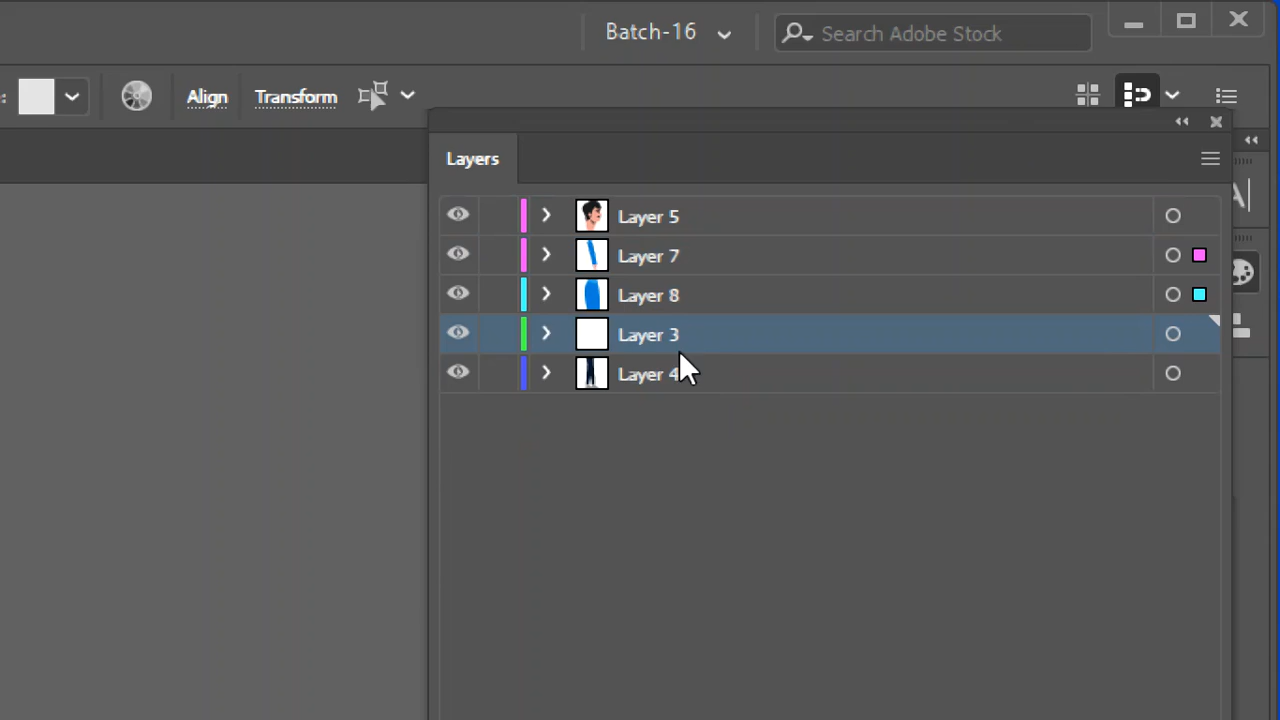 Batch-16
Search Adobe Stock
Align
Transform
Layers
Layer 5
Layer 7
Layer 8
Layer 3
Layer 4
A